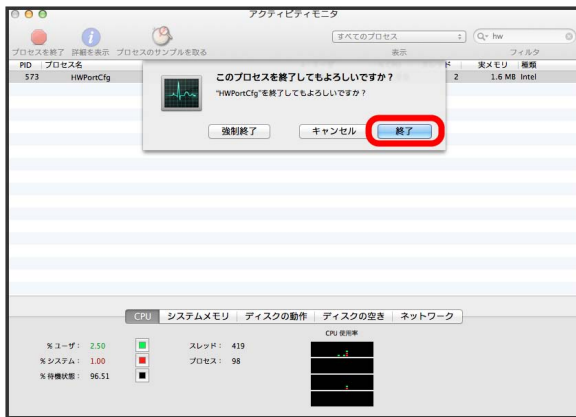 アクティビティモニタ
すべてのプロセス
hw
プロセスを終了 詳細を表示 プロセスのサンプルを取る 表示 フィルタ
PID プロセス名 ド 実メモリ 種類
573 HWPortCfg 2 1.6 MB Intel
このプロセスを終了してもよろしいですか？
"HWPortCfg"を終了してもよろしいですか？
強制終了 キャンセル 終了
CPU システムメモリ ディスクの動作 ディスクの空き ネットワーク
CPU 使用率
% ユーザ： 2.50 スレッド： 419
% システム： 1.00 プロセス： 98
% 待機状態： 96.51